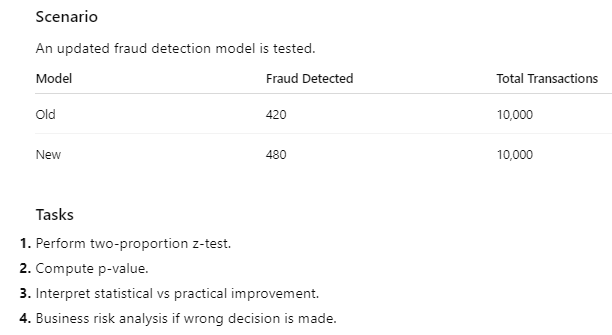 Scenario
An updated fraud detection model is tested.
Model Fraud Detected Total Transactions
Old 420 10,000
New 480 10,000
Tasks
1. Perform two-proportion z-test.
2. Compute p-value.
3. Interpret statistical vs practical improvement.
4. Business risk analysis if wrong decision is made.